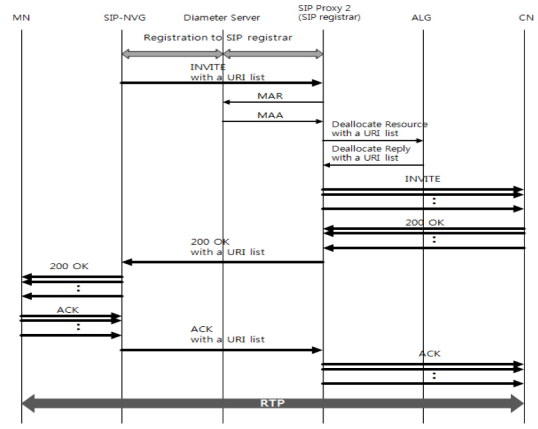 SIP Proxy 2
MN SIP-NVG Diameter Server (SIP registrar) ALG CN
Registration to SIP registrar
INVITE
with a URI list
MAR
MAA
Deallocate Resource
with a URI list
Deallocate Reply
with a URI list
INVITE
:
200 OK
:
200 OK
with a URI list
200 OK
:
ACK
:
ACK
with a URI list
ACK
:
RTP